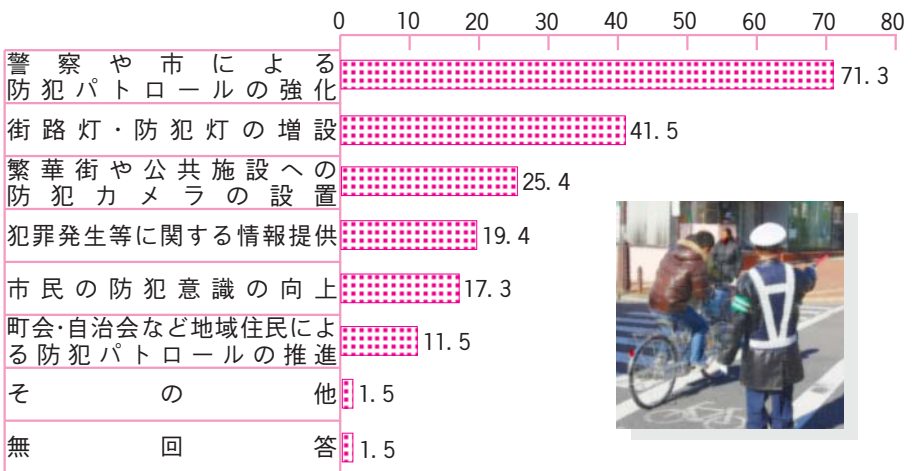 0 10 20 30 40 50 60 70 80
警察や市による
防犯パトロールの強化
71.3
街路灯・防犯灯の増設
41.5
繁華街や公共施設への
防犯カメラの設置
25.4
犯罪発生等に関する情報提供
19.4
市民の防犯意識の向上
17.3
町会・自治会など地域住民によ
る防犯パトロールの推進
11.5
その他
1.5
無回答
1.5